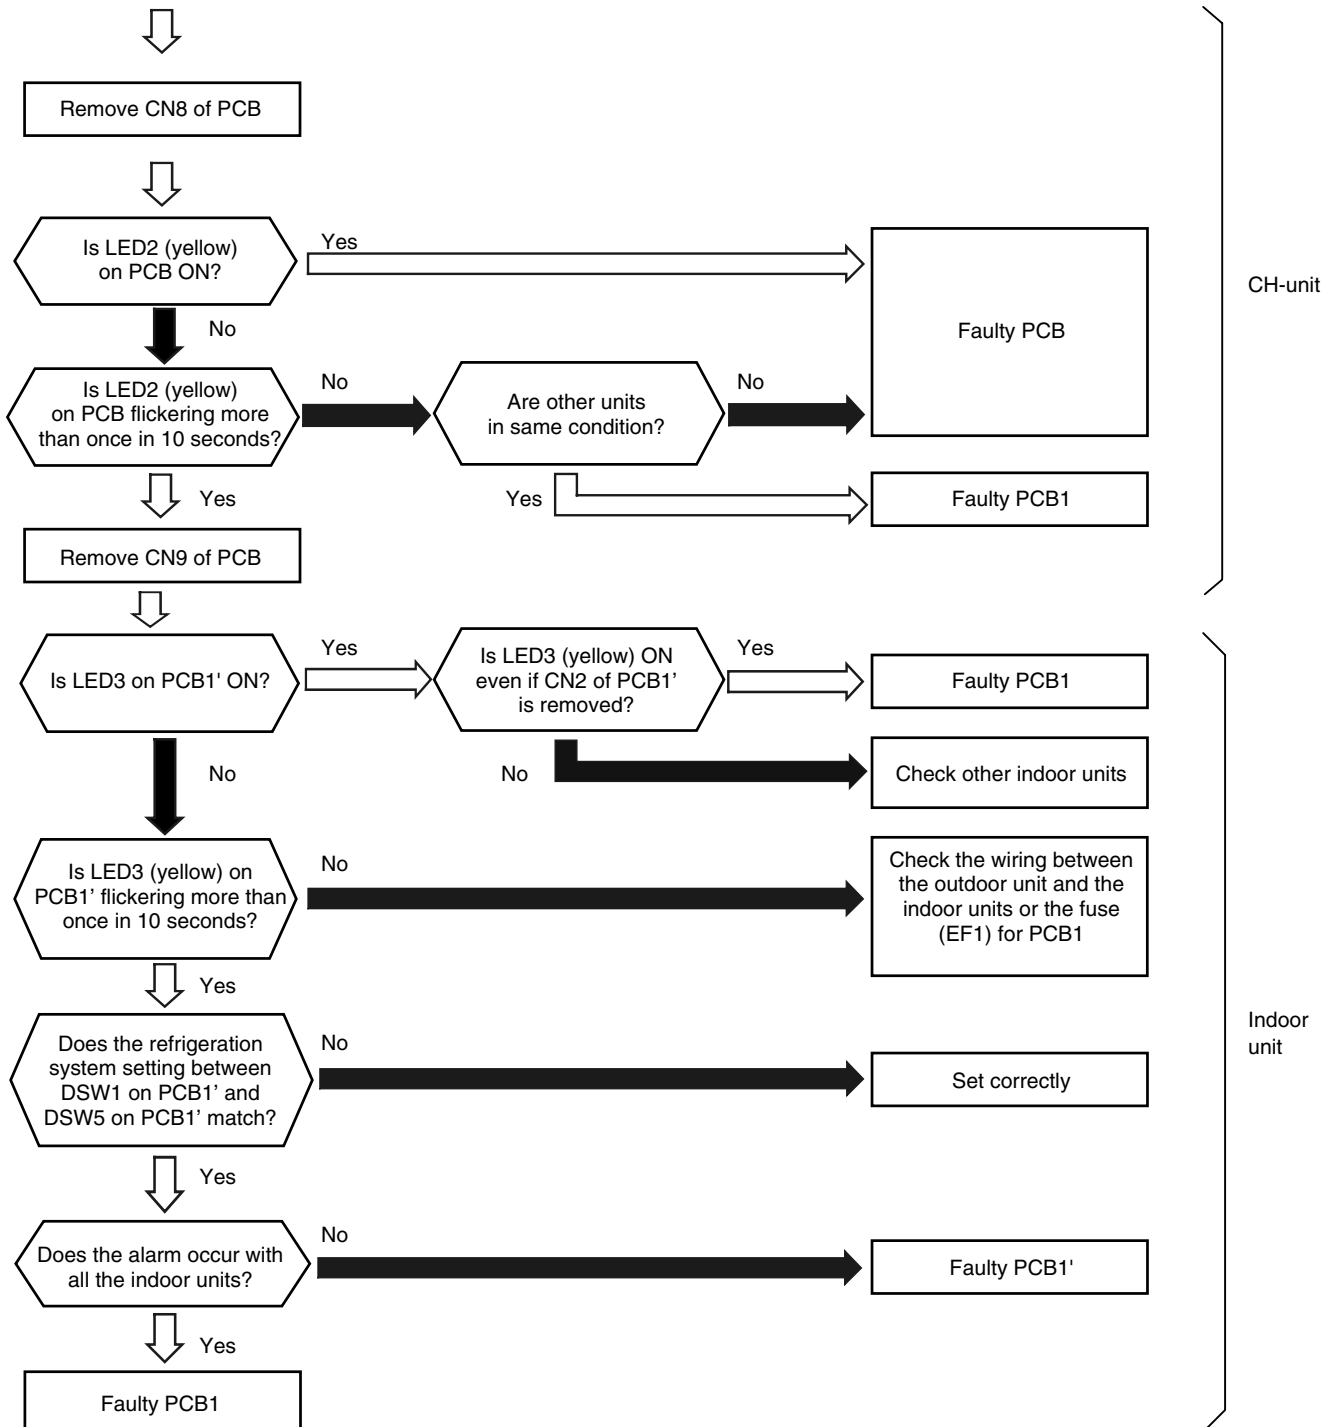 Remove CN8 of PCB
Is LED2 (yellow)
on PCB ON?
Yes
Faulty PCB
CH-unit
No
Is LED2 (yellow)
on PCB flickering more
than once in 10 seconds?
No
Are other units
in same condition?
No
Yes
Yes
Faulty PCB1
Remove CN9 of PCB
Is LED3 on PCB1' ON?
Yes
Is LED3 (yellow) ON
even if CN2 of PCB1’
is removed?
Yes
Faulty PCB1
No
No
Check other indoor units
Is LED3 (yellow) on
PCB1’ flickering more than
once in 10 seconds?
No
Check the wiring between
the outdoor unit and the
indoor units or the fuse
(EF1) for PCB1
Yes
Indoor
unit
Does the refrigeration
system setting between
DSW1 on PCB1’ and
DSW5 on PCB1’ match?
No
Set correctly
Yes
Does the alarm occur with
all the indoor units?
No
Faulty PCB1'
Yes
Faulty PCB1